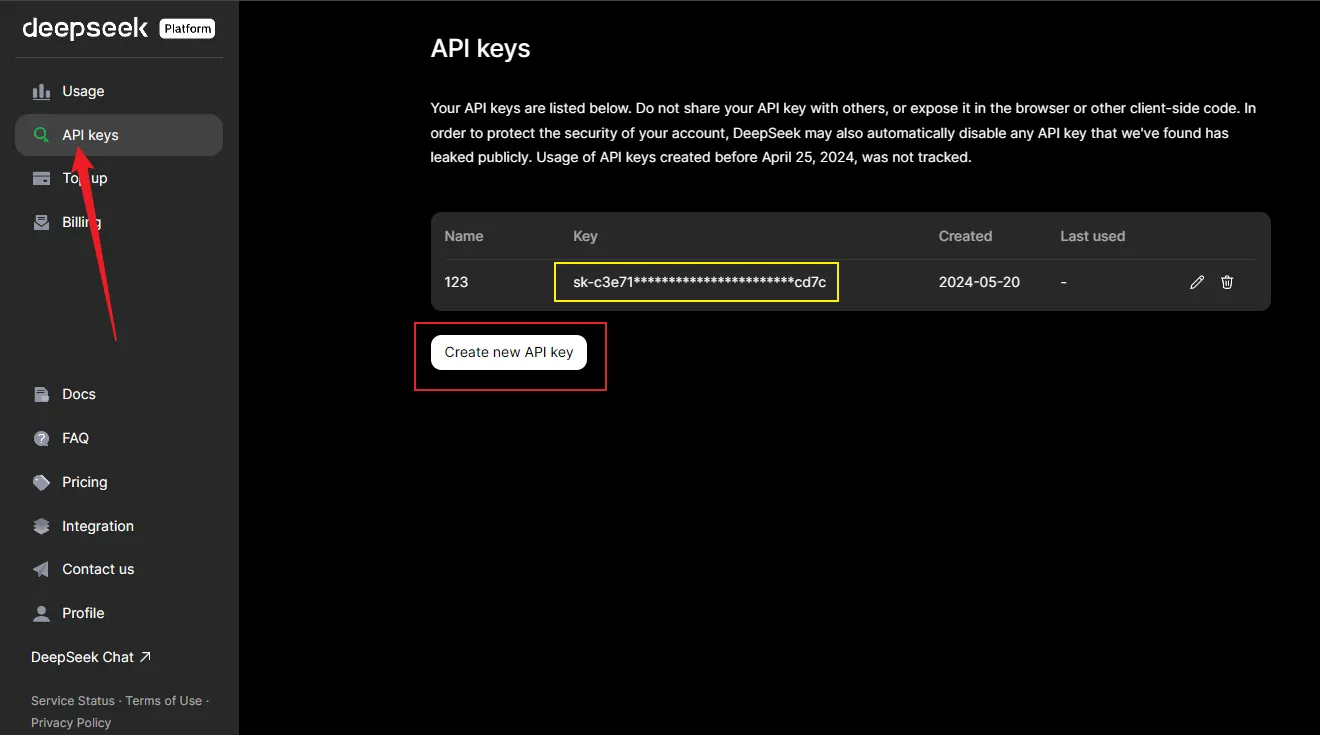 deepseek Platform
Usage
API keys
Top up
Billing
Docs
FAQ
Pricing
Integration
Contact us
Profile
DeepSeek Chat
Service Status · Terms of Use ·
Privacy Policy
API keys
Your API keys are listed below. Do not share your API key with others, or expose it in the browser or other client-side code. In
order to protect the security of your account, DeepSeek may also automatically disable any API key that we've found has
leaked publicly. Usage of API keys created before April 25, 2024, was not tracked.
Name Key Created Last used
123 sk-c3e71***********************cd7c 2024-05-20 -
Create new API key